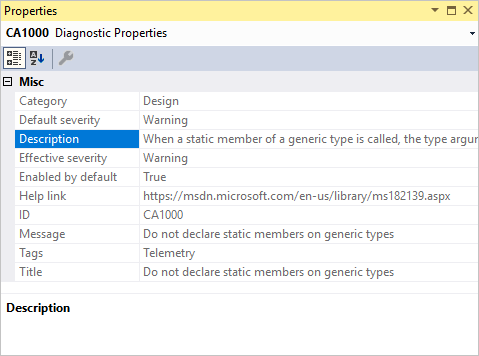 Properties
CA1000 Diagnostic Properties
Misc
Category Design
Default severity Warning
Description When a static member of a generic type is called, the type argu
Effective severity Warning
Enabled by default True
Help link https://msdn.microsoft.com/en-us/library/ms182139.aspx
ID CA1000
Message Do not declare static members on generic types
Tags Telemetry
Title Do not declare static members on generic types
Description